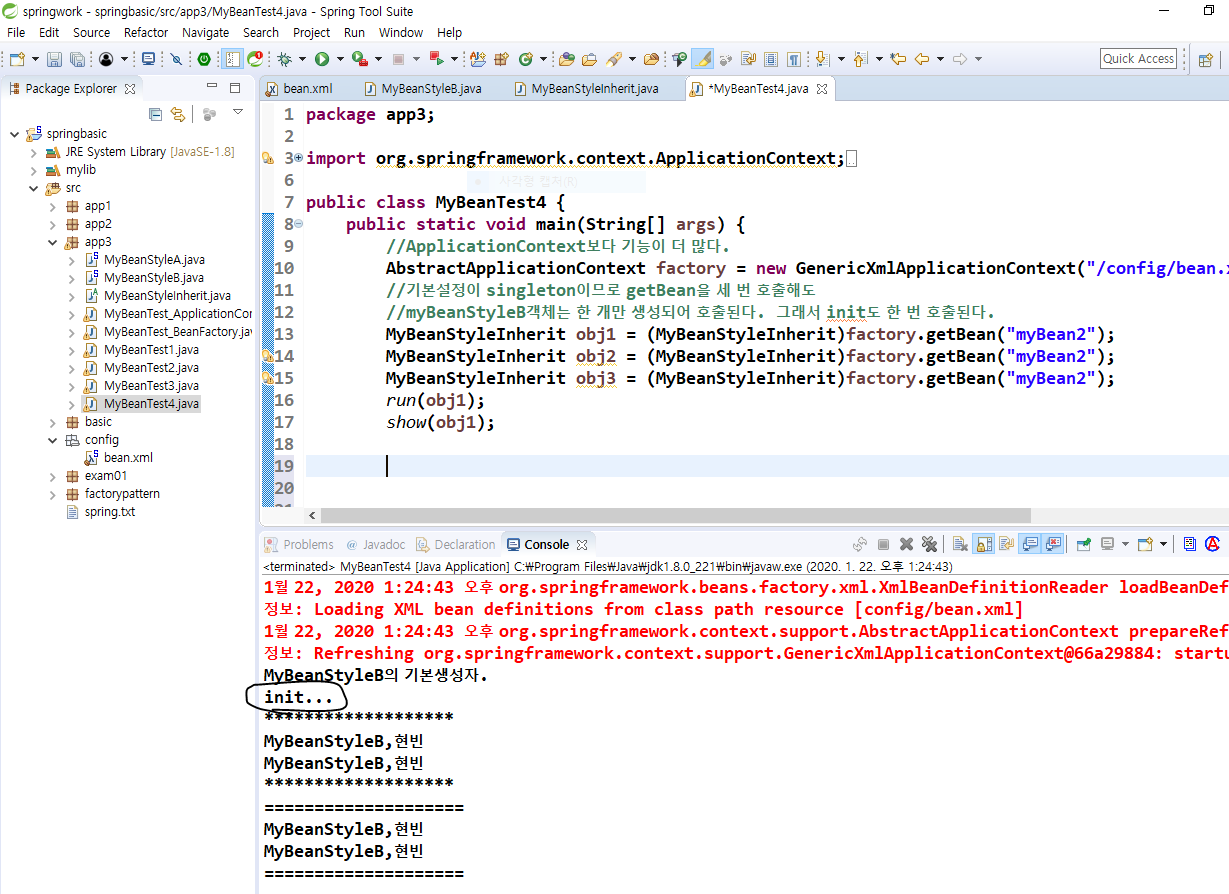 springwork - springbasic/src/app3/MyBeanTest4.java - Spring Tool Suite
File Edit Source Refactor Navigate Search Project Run Window Help
Quick Access
Package Explorer
springbasic
JRE System Library [JavaSE-1.8]
mylib
src
app1
app2
app3
MyBeanStyleA.java
MyBeanStyleB.java
MyBeanStyleInherit.java
MyBeanTest_ApplicationCor
MyBeanTest_BeanFactory.jav
MyBeanTest1.java
MyBeanTest2.java
MyBeanTest3.java
MyBeanTest4.java
basic
config
bean.xml
exam01
factorypattern
spring.txt
bean.xml MyBeanStyleB.java MyBeanStyleInherit.java *MyBeanTest4.java
1 package app3;
2
3 import org.springframework.context.ApplicationContext;
사각형 캡처(R)
6
7 public class MyBeanTest4 {
8 public static void main(String[] args) {
9 //ApplicationContext보다 기능이 더 많다.
10 AbstractApplicationContext factory = new GenericXmlApplicationContext("/config/bean.x
11 //기본설정이 singleton이므로 getBean을 세 번 호출해도
12 //myBeanStyleB객체는 한 개만 생성되어 호출된다. 그래서 init도 한 번 호출된다.
13 MyBeanStyleInherit obj1 = (MyBeanStyleInherit)factory.getBean("myBean2");
14 MyBeanStyleInherit obj2 = (MyBeanStyleInherit)factory.getBean("myBean2");
15 MyBeanStyleInherit obj3 = (MyBeanStyleInherit)factory.getBean("myBean2");
16 run(obj1);
17 show(obj1);
18
19
20
Problems @ Javadoc Declaration Console
<terminated> MyBeanTest4 [Java Application] C:₩Program Files₩Java₩jdk1.8.0_221₩bin₩javaw.exe (2020. 1. 22. 오후 1:24:43)
1월 22, 2020 1:24:43 오후 org.springframework.beans.factory.xml.XmlBeanDefinitionReader loadBeanDef
정보: Loading XML bean definitions from class path resource [config/bean.xml]
1월 22, 2020 1:24:43 오후 org.springframework.context.support.AbstractApplicationContext prepareRef
정보: Refreshing org.springframework.context.support.GenericXmlApplicationContext@66a29884: startu
MyBeanStyleB의 기본생성자.
init...
*******************
MyBeanStyleB,현빈
MyBeanStyleB,현빈
*******************
====================
MyBeanStyleB,현빈
MyBeanStyleB,현빈
====================